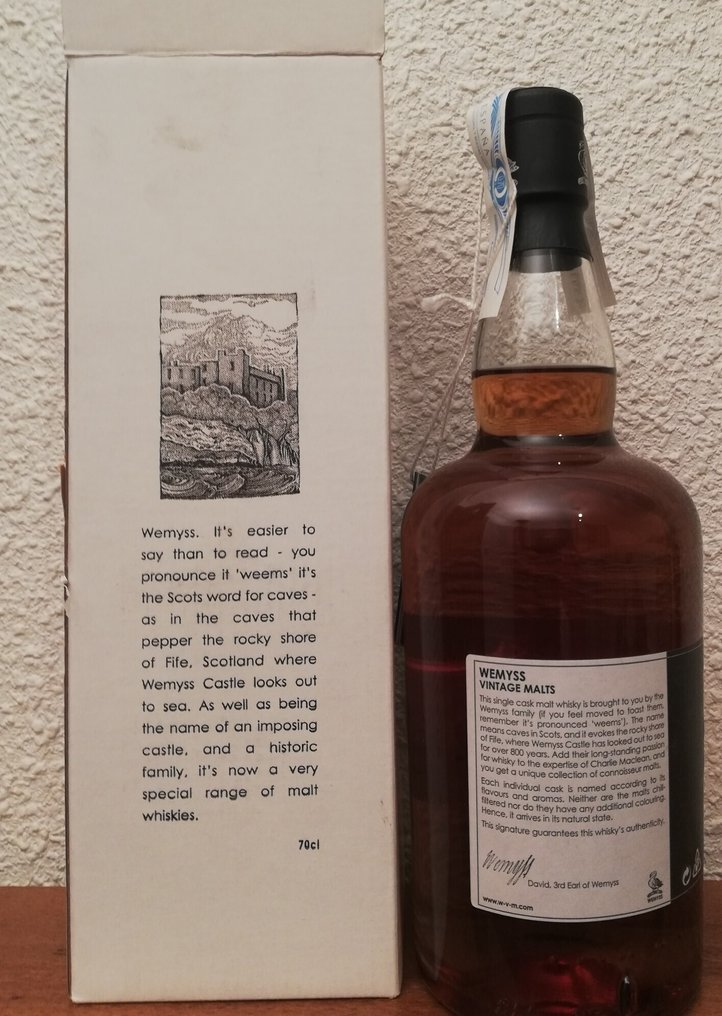 Wemyss. It's easier to
say than to read - you
pronounce it 'weems' it's
the Scots word for caves -
as in the caves that
pepper the rocky shore
of Fife, Scotland where
Wemyss Castle looks out
to sea. As well as being
the name of an imposing
castle, and a historic
family, it's now a very
special range of malt
whiskies.
70cl
ESPAÑA
WEMYSS
VINTAGE MALTS
This single cask malt whisky is brought to you by the
Wemyss family (if you feel moved to toast them,
remember it's pronounced 'weems'). The name
means caves in Scots, and it evokes the rocky shore
of Fife, where Wemyss Castle has looked out to sea
for over 800 years. Add their long-standing passion
for whisky to the expertise of Charlie Maclean, and
you get a unique collection of connoisseur malts.
Each individual cask is named according to its
flavours and aromas. Neither are the malts chill-
filtered nor do they have any additional colouring.
Hence, it arrives in its natural state.
This signature guarantees this whisky's authenticity.
Wemyss
David, 3rd Earl of Wemyss
www.w-v-m.com
WEMYSS